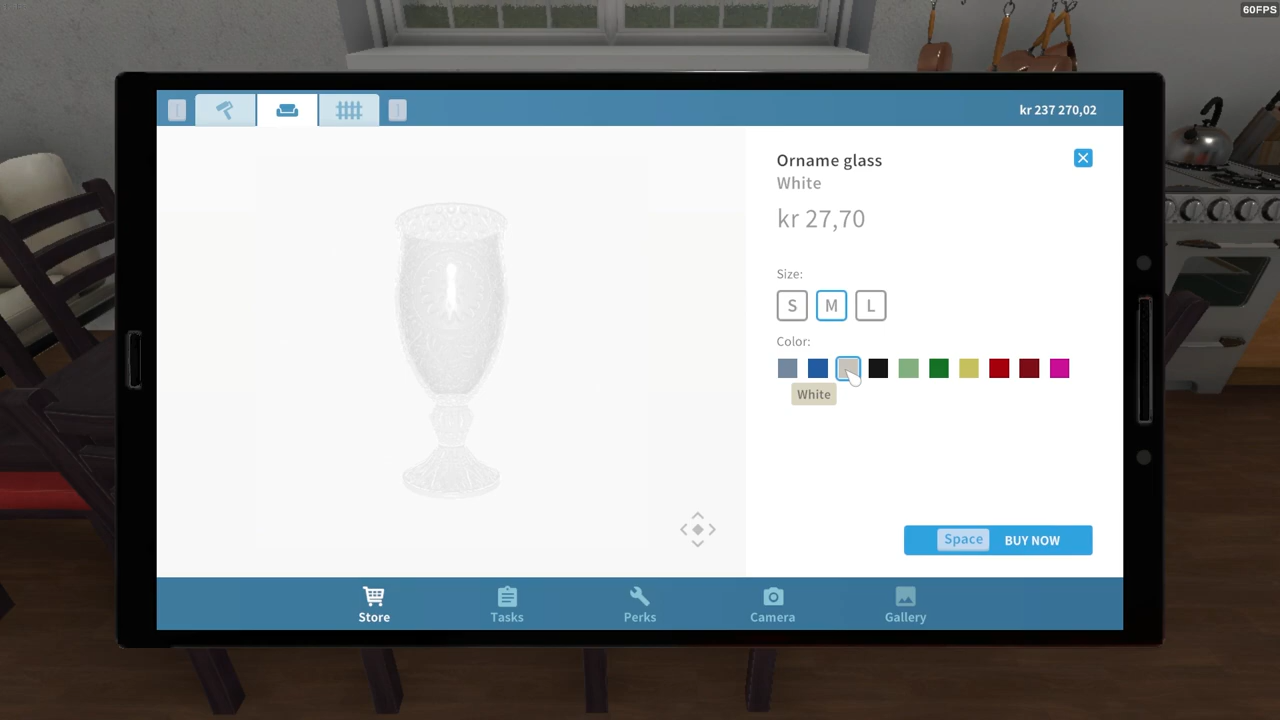 60FPS
kr 237 270,02
Orname glass
White
kr 27,70
Size:
S M L
Color:
White
Space BUY NOW
Store Tasks Perks Camera Gallery